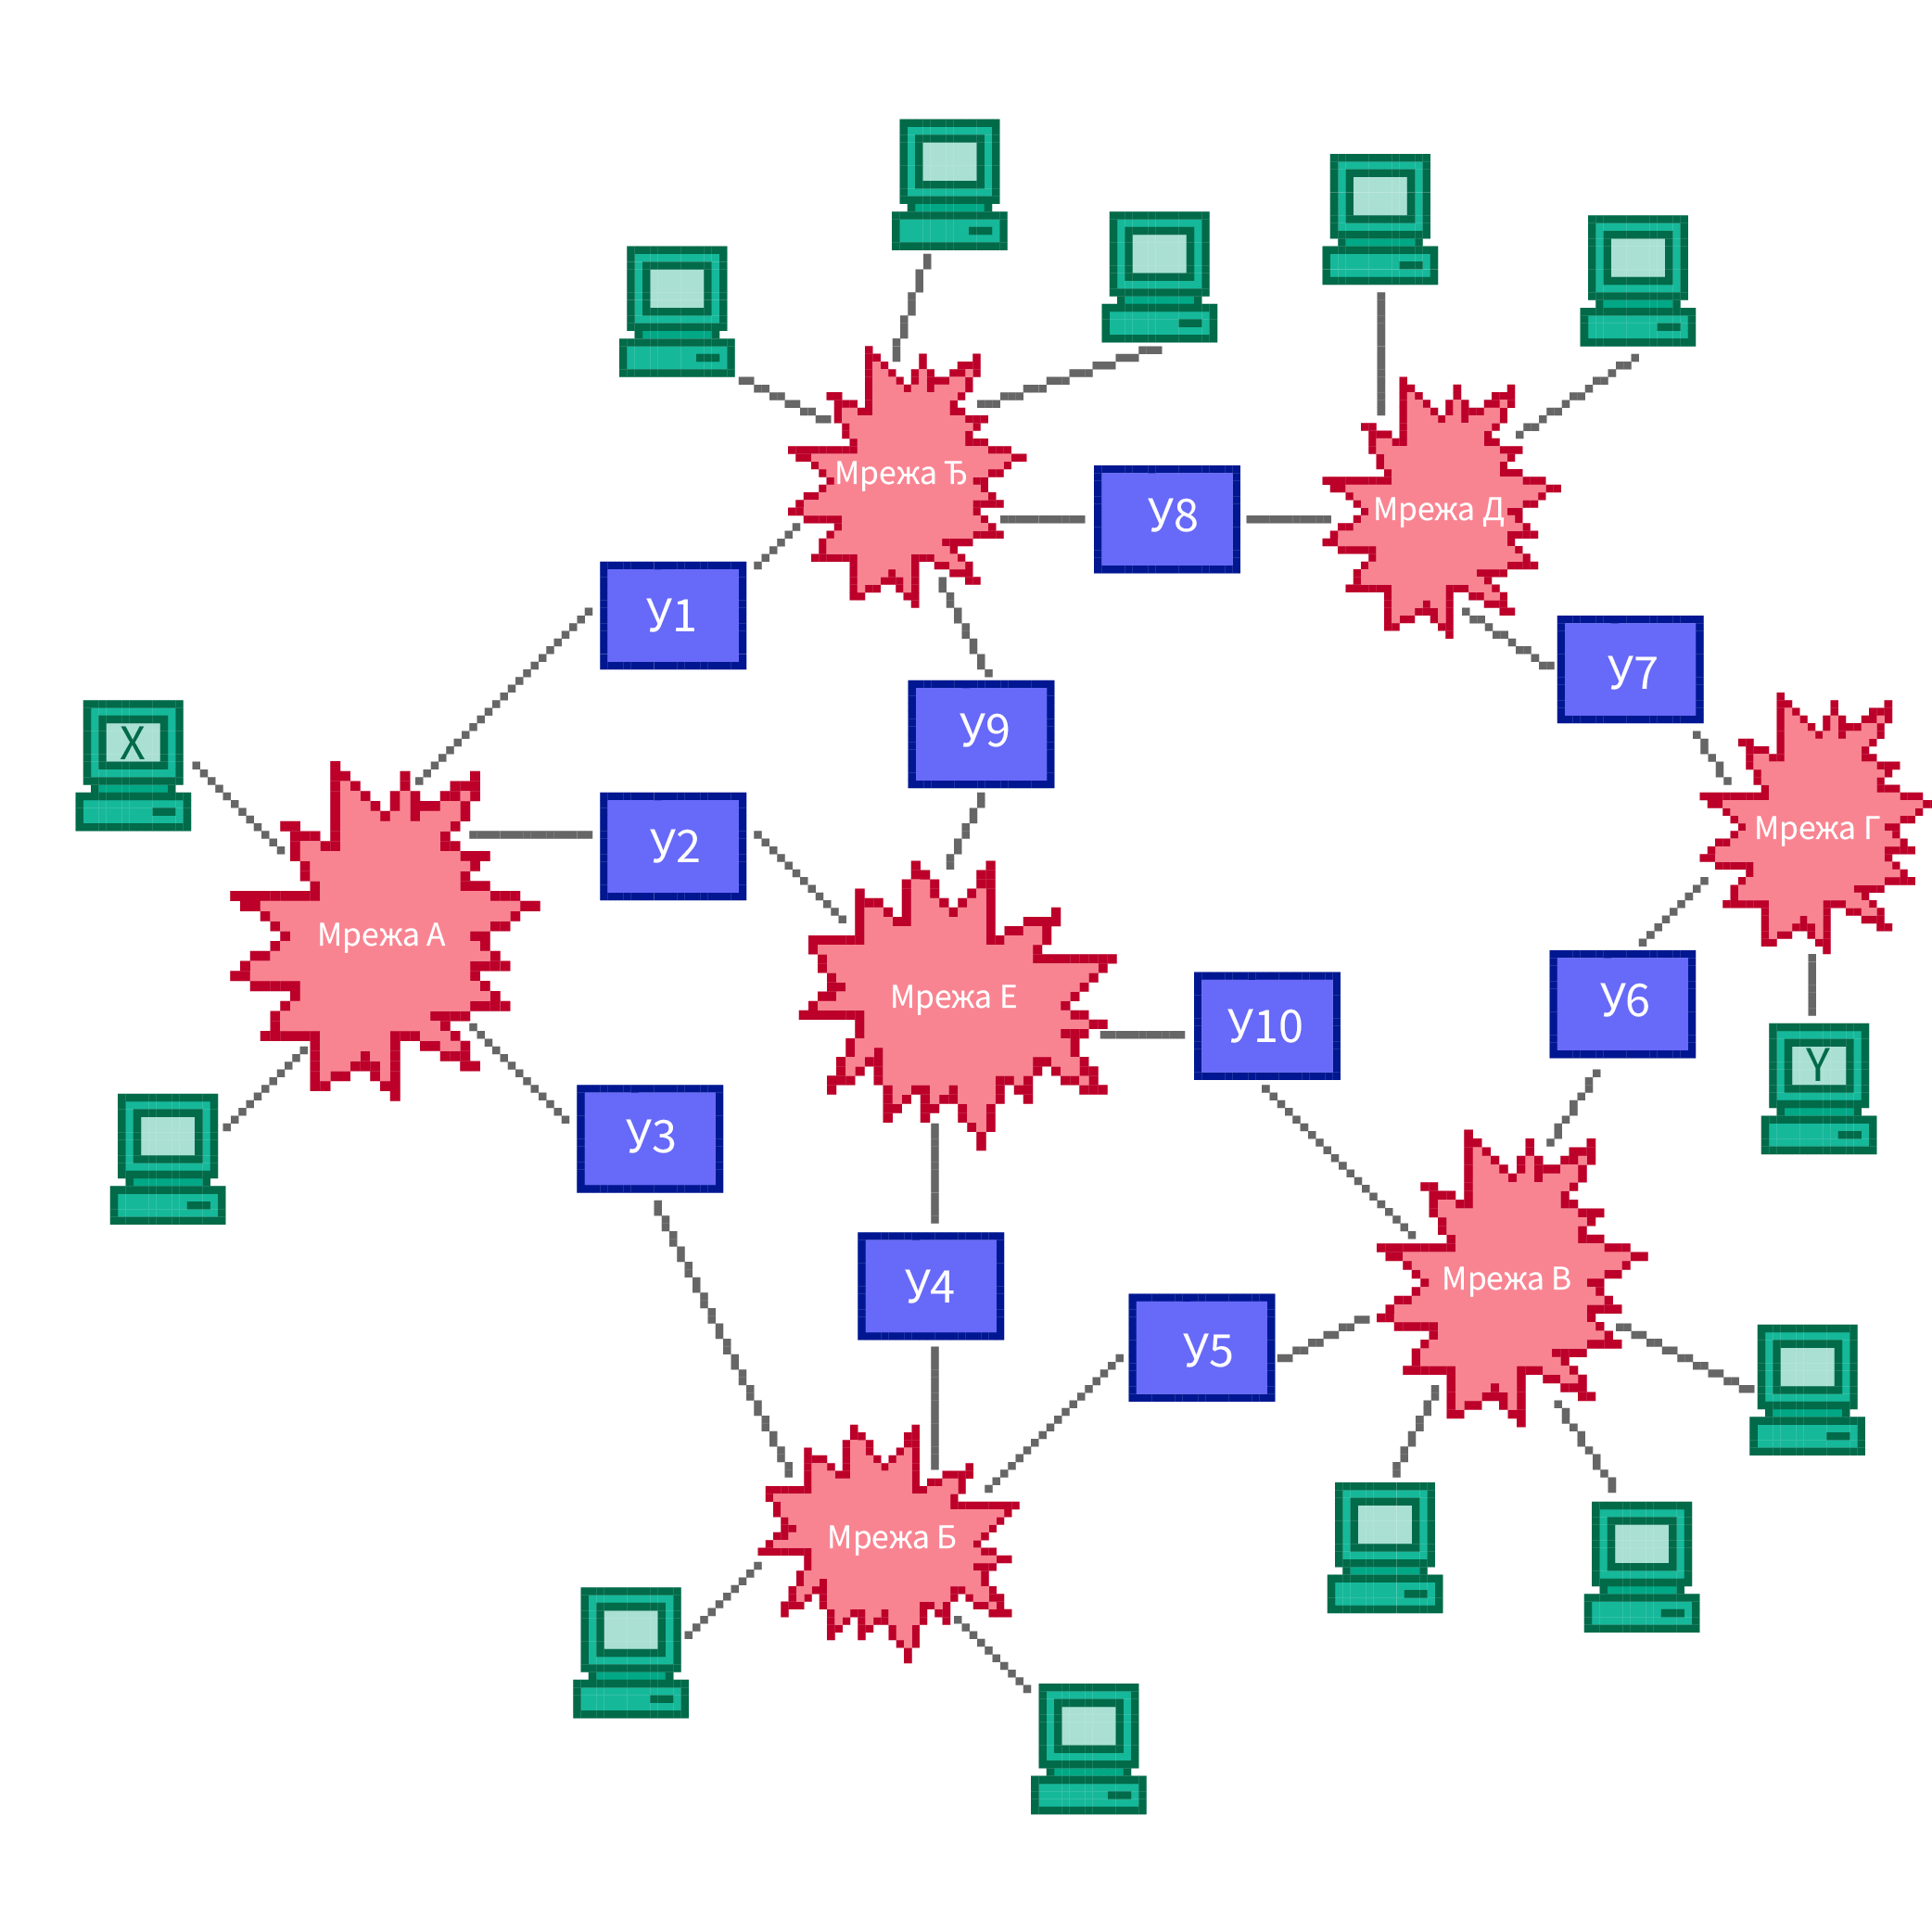 Мрежа Ђ
У8
Мрежа Д
У1
У7
X
У9
У2
Мрежа Г
Мрежа А
Мрежа Е
У10
У6
Y
У3
У4
Мрежа В
У5
Мрежа Б